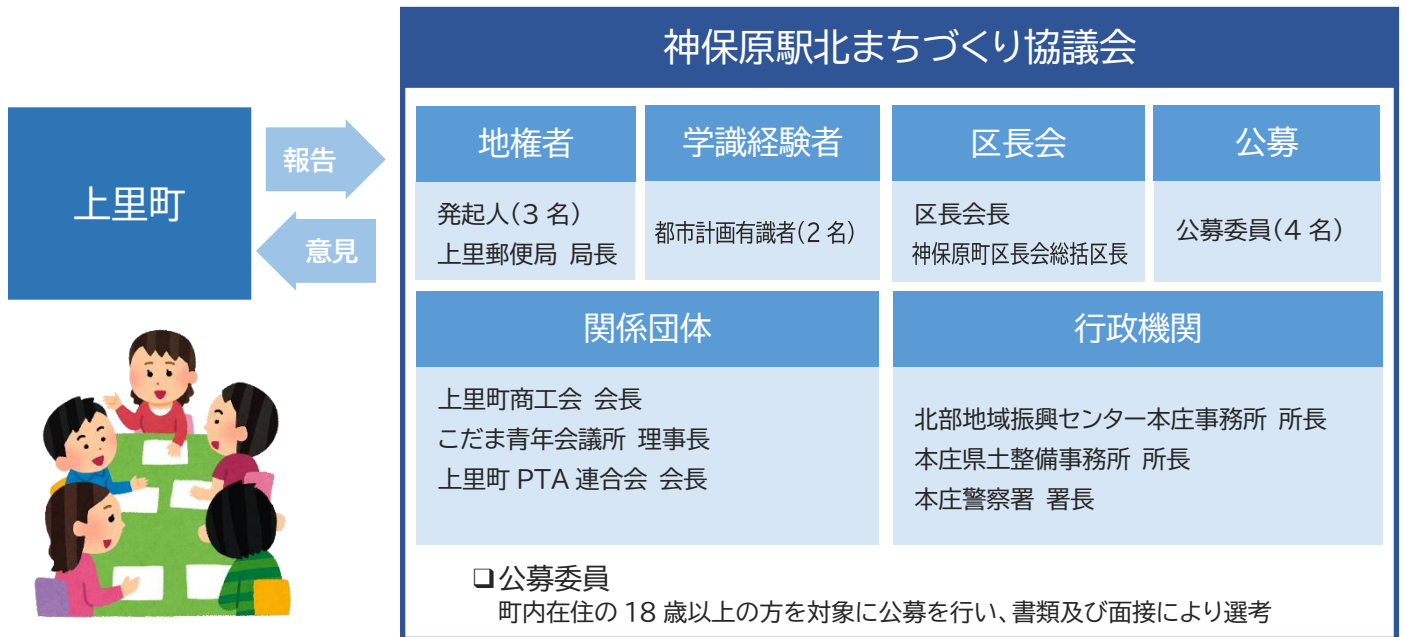 神保原駅北まちづくり協議会
上里町
報告
意見
地権者
発起人(3名)
上里郵便局 局長
学識経験者
都市計画有識者(2名)
区長会
区長会長
神保原町区長会総括区長
公募
公募委員(4名)
関係団体
上里町商工会 会長
こだま青年会議所 理事長
上里町PTA連合会 会長
行政機関
北部地域振興センター本庄事務所 所長
本庄県土整備事務所 所長
本庄警察署 署長
❑公募委員
町内在住の18歳以上の方を対象に公募を行い、書類及び面接により選考